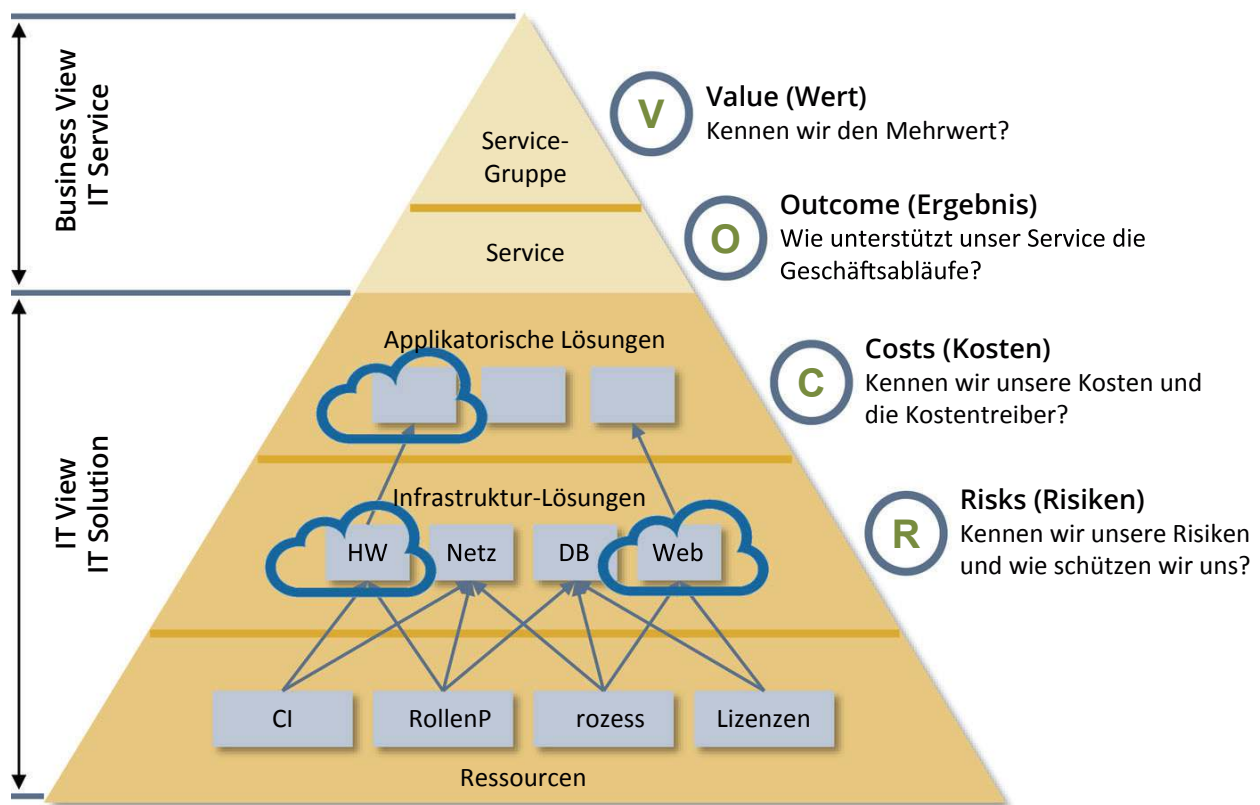 Business View
IT Service
IT View
IT Solution
Service-
Gruppe
Service
Applikatorische Lösungen
Infrastruktur-Lösungen
HW
Netz
DB
Web
CI
RollenP
rozess
Lizenzen
Ressourcen
V
Value (Wert)
Kennen wir den Mehrwert?
O
Outcome (Ergebnis)
Wie unterstützt unser Service die
Geschäftsabläufe?
C
Costs (Kosten)
Kennen wir unsere Kosten und
die Kostentreiber?
R
Risks (Risiken)
Kennen wir unsere Risiken
und wie schützen wir uns?